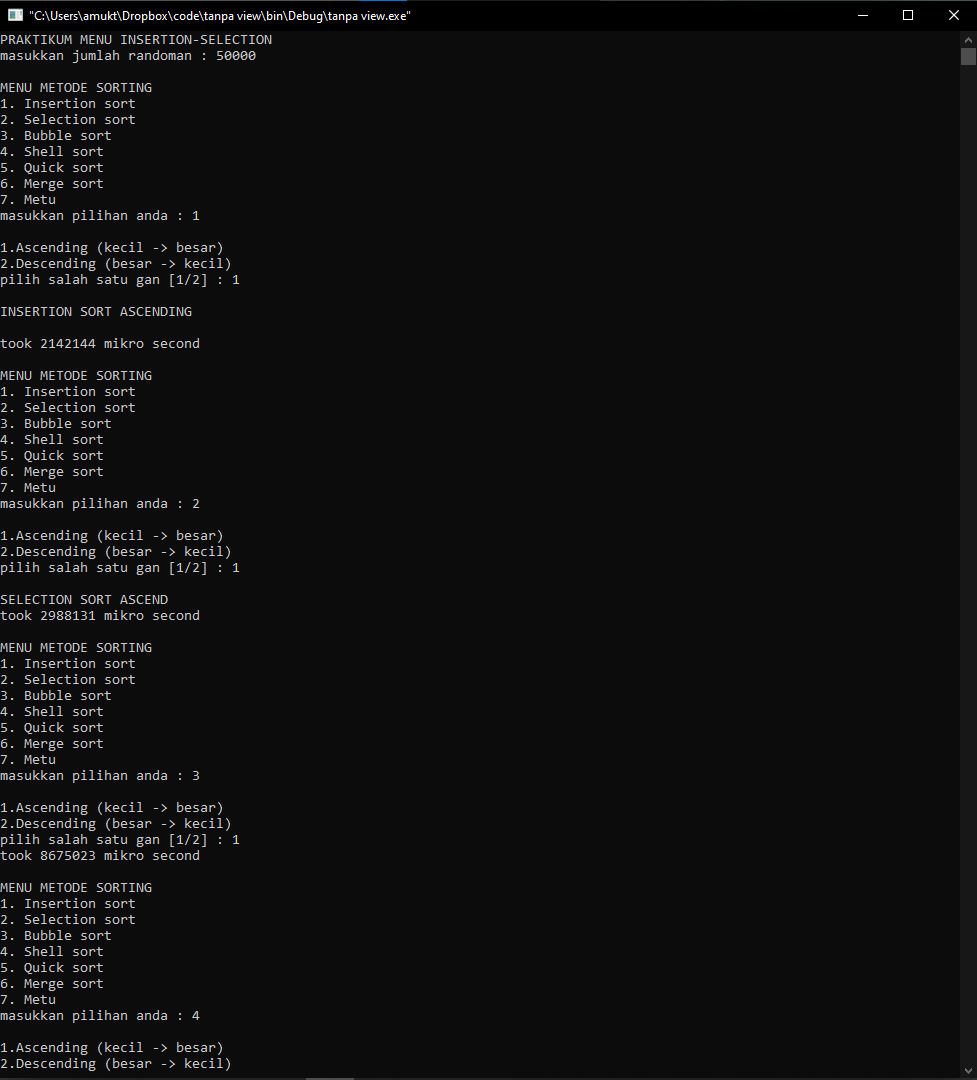 "C:\Users\amukt\Dropbox\code\tanpa view\bin\Debug\tanpa view.exe"
PRAKTIKUM MENU INSERTION-SELECTION
masukkan jumlah randoman : 50000
MENU METODE SORTING
1. Insertion sort
2. Selection sort
3. Bubble sort
4. Shell sort
5. Quick sort
6. Merge sort
7. Metu
masukkan pilihan anda : 1
1.Ascending (kecil -> besar)
2.Descending (besar -> kecil)
pilih salah satu gan [1/2] : 1
INSERTION SORT ASCENDING
took 2142144 mikro second
MENU METODE SORTING
1. Insertion sort
2. Selection sort
3. Bubble sort
4. Shell sort
5. Quick sort
6. Merge sort
7. Metu
masukkan pilihan anda : 2
1.Ascending (kecil -> besar)
2.Descending (besar -> kecil)
pilih salah satu gan [1/2] : 1
SELECTION SORT ASCEND
took 2988131 mikro second
MENU METODE SORTING
1. Insertion sort
2. Selection sort
3. Bubble sort
4. Shell sort
5. Quick sort
6. Merge sort
7. Metu
masukkan pilihan anda : 3
1.Ascending (kecil -> besar)
2.Descending (besar -> kecil)
pilih salah satu gan [1/2] : 1
took 8675023 mikro second
MENU METODE SORTING
1. Insertion sort
2. Selection sort
3. Bubble sort
4. Shell sort
5. Quick sort
6. Merge sort
7. Metu
masukkan pilihan anda : 4
1.Ascending (kecil -> besar)
2.Descending (besar -> kecil)